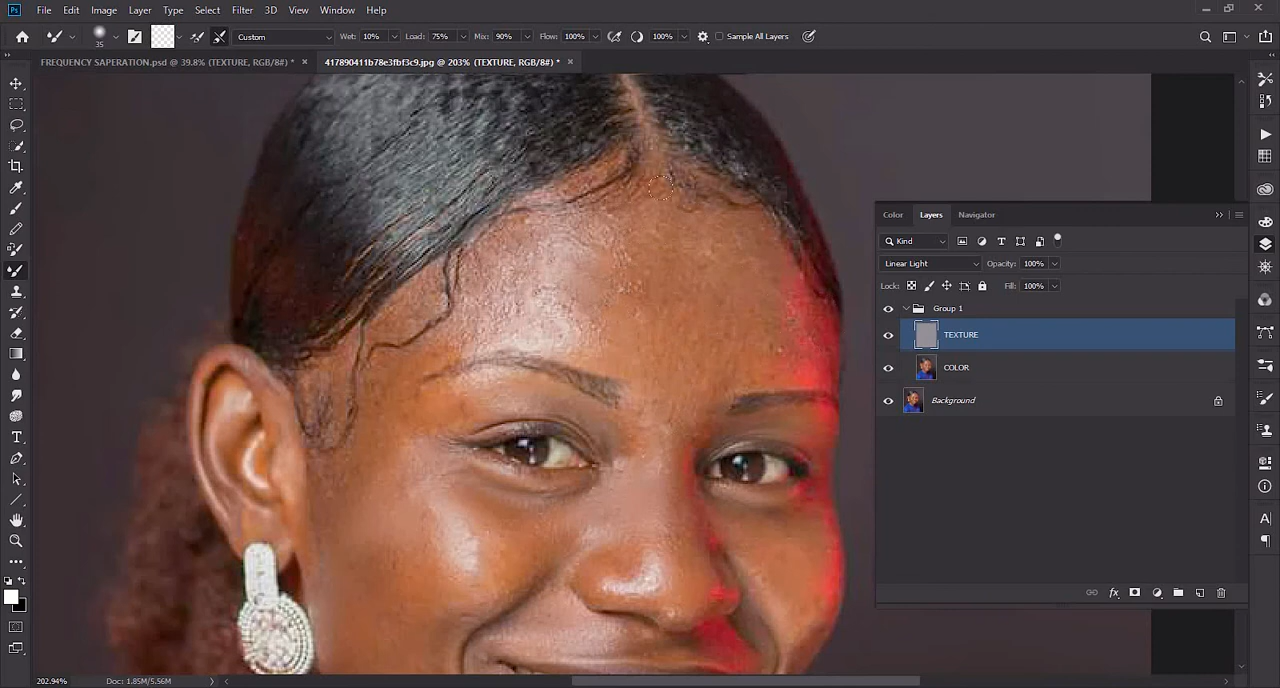 Ps File Edit Image Layer Type Select Filter 3D View Window Help
35 Custom Wet: 10% Load: 75% Mix: 90% Flow: 100% 100% Sample All Layers
FREQUENCY SAPERATION.psd @ 39.8% (TEXTURE, RGB/8#) * × 417890411b78e3fbf3c9.jpg @ 203% (TEXTURE, RGB/8#) * ×
Color Layers Navigator
Kind
Linear Light Opacity: 100%
Lock: Fill: 100%
Group 1
TEXTURE
COLOR
Background
202.94% Doc: 1.85M/5.56M